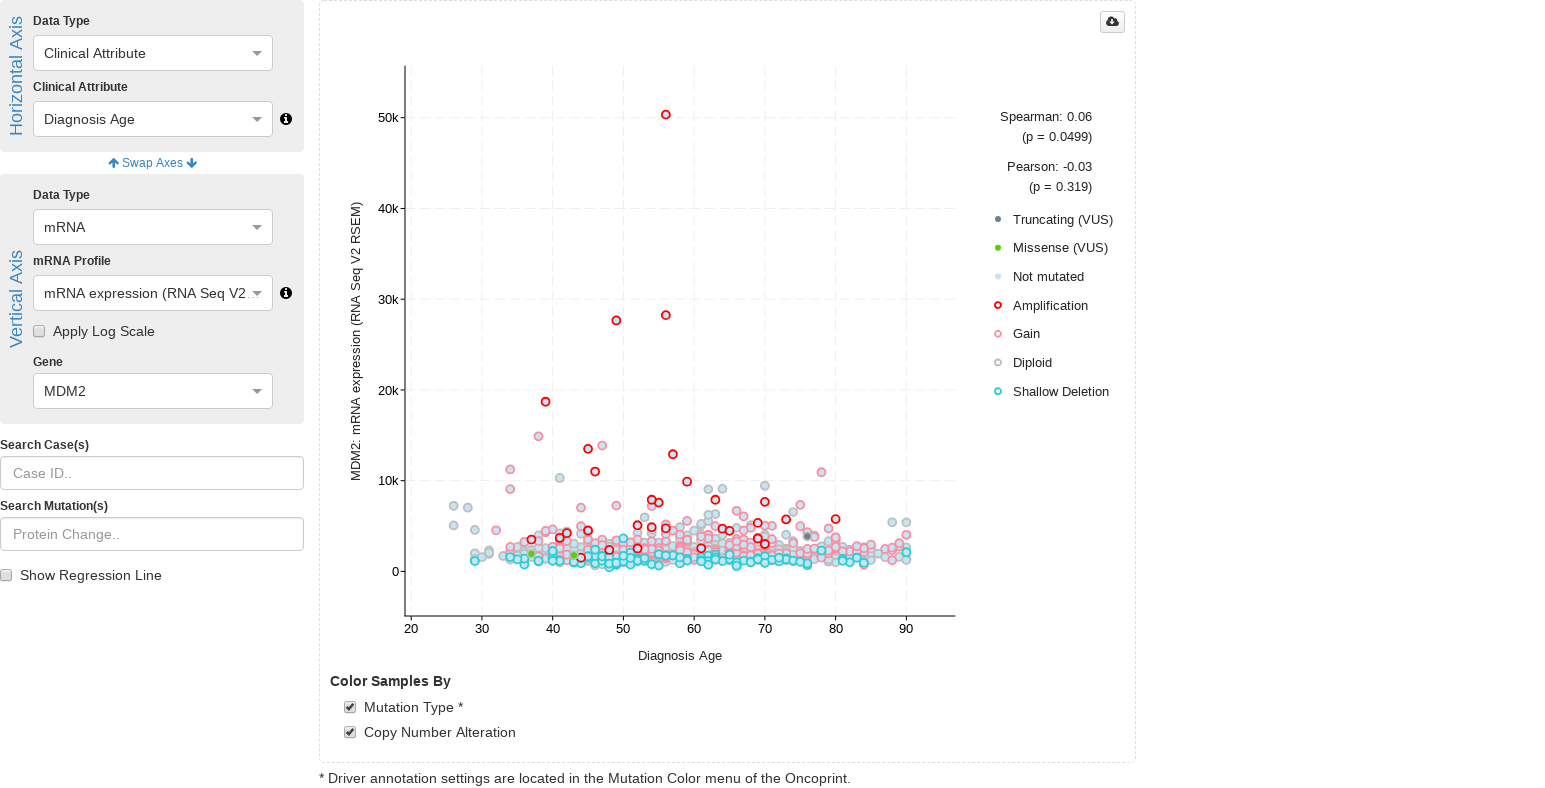 Horizontal Axis
Data Type
Clinical Attribute
Clinical Attribute
Diagnosis Age
Swap Axes
Vertical Axis
Data Type
mRNA
mRNA Profile
mRNA expression (RNA Seq V2...
Apply Log Scale
Gene
MDM2
Search Case(s)
Case ID..
Search Mutation(s)
Protein Change..
Show Regression Line
MDM2: mRNA expression (RNA Seq V2 RSEM)
50k
40k
30k
20k
10k
0
20 30 40 50 60 70 80 90
Diagnosis Age
Spearman: 0.06
(p = 0.0499)
Pearson: -0.03
(p = 0.319)
Truncating (VUS)
Missense (VUS)
Not mutated
Amplification
Gain
Diploid
Shallow Deletion
Color Samples By
Mutation Type *
Copy Number Alteration
* Driver annotation settings are located in the Mutation Color menu of the Oncoprint.